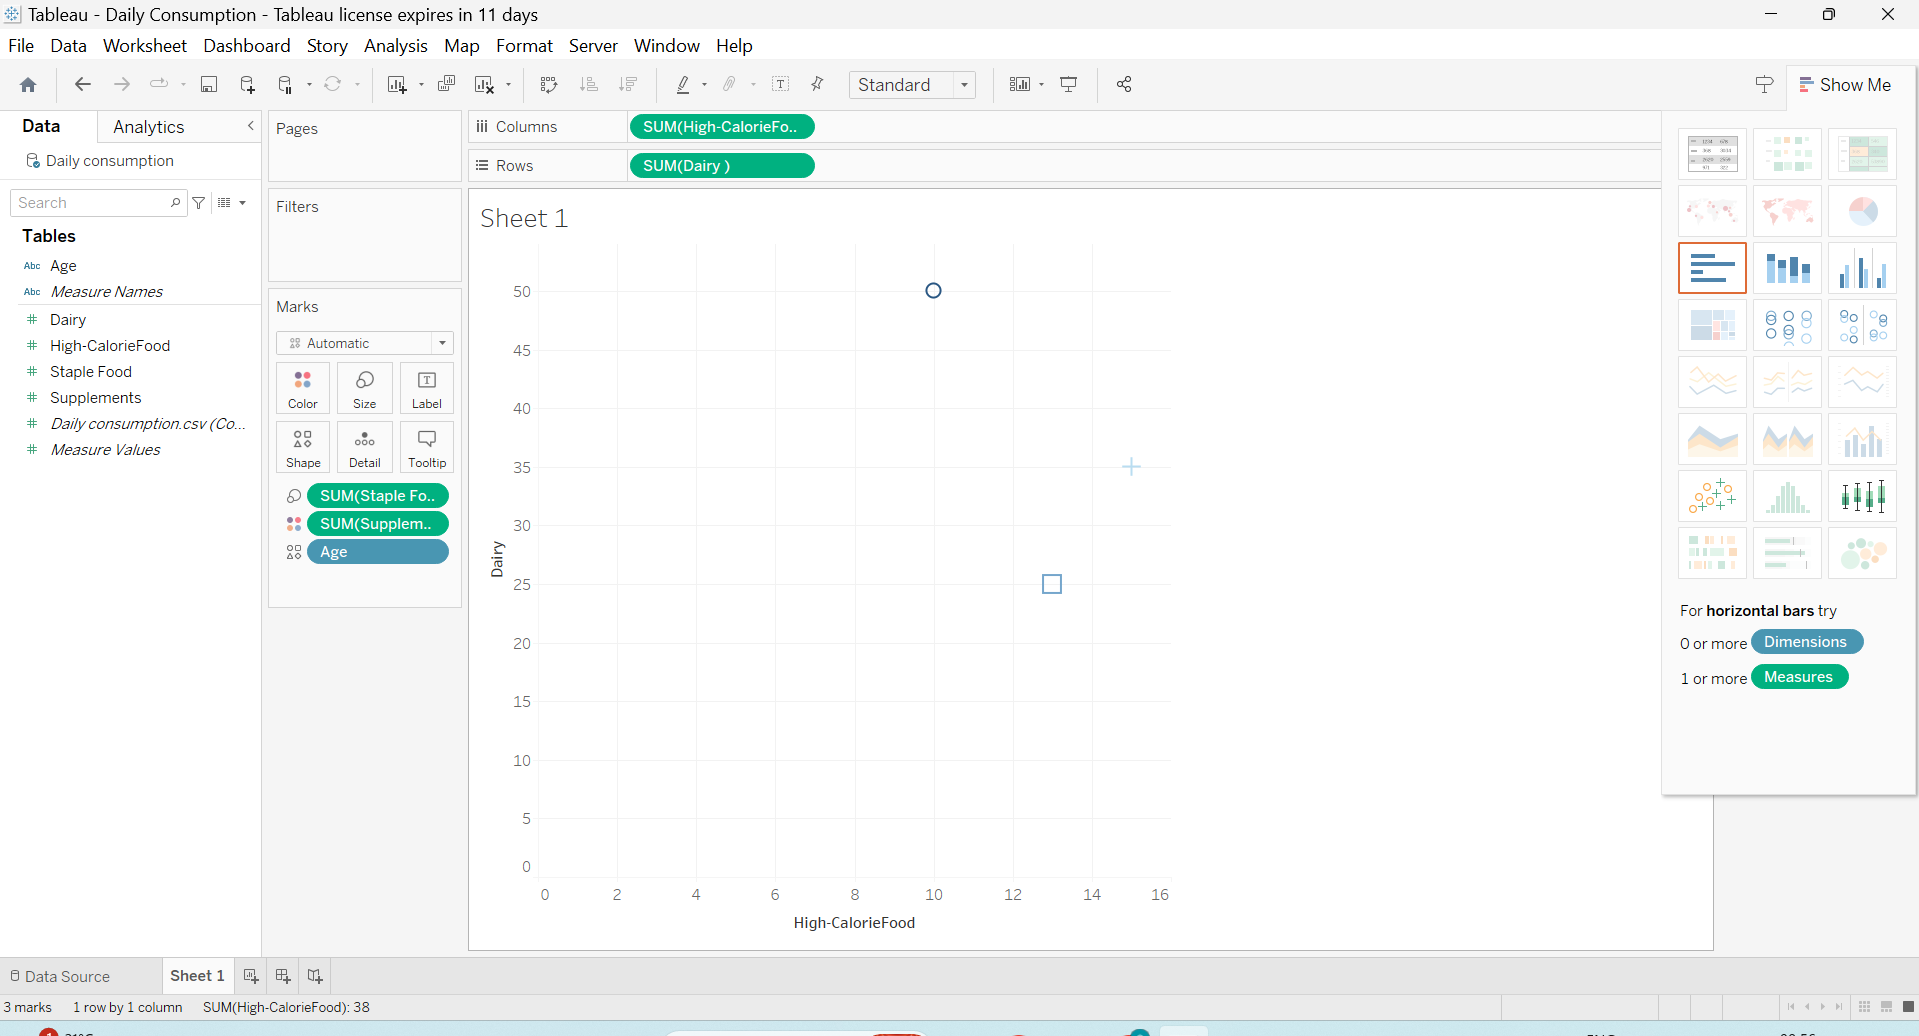 Tableau - Daily Consumption - Tableau license expires in 11 days
File Data Worksheet Dashboard Story Analysis Map Format Server Window Help
Standard
Show Me
Data
Analytics
Daily consumption
Search
Tables
Abc Age
Abc Measure Names
Dairy
High-CalorieFood
Staple Food
Supplements
Daily consumption.csv (Co...
Measure Values
Pages
Filters
Marks
Automatic
Color Size Label
Shape Detail Tooltip
SUM(Staple Fo..
SUM(Supplem..
Age
Columns SUM(High-CalorieFo..
Rows SUM(Dairy )
Sheet 1
50
45
40
35
30
25
20
15
10
5
0
Dairy
0 2 4 6 8 10 12 14 16
High-CalorieFood
For horizontal bars try
0 or more Dimensions
1 or more Measures
Data Source
Sheet 1
3 marks 1 row by 1 column SUM(High-CalorieFood): 38